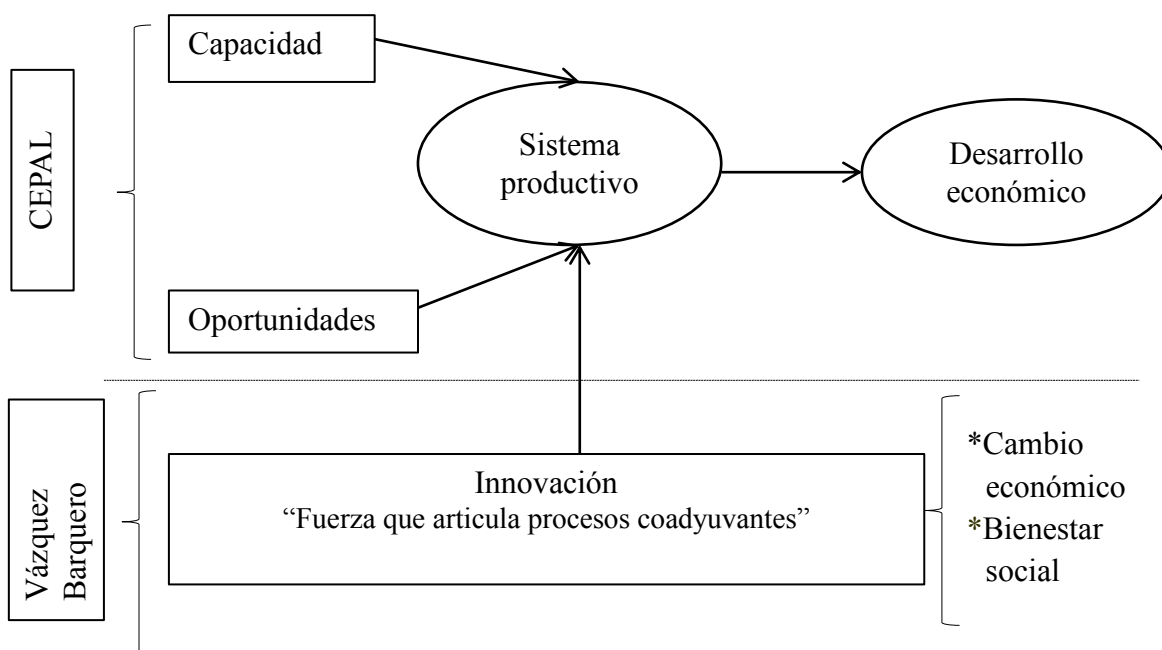 CEPAL
Capacidad
Oportunidades
Sistema
productivo
Desarrollo
económico
Vázquez
Barquero
Innovación
“Fuerza que articula procesos coadyuvantes”
*Cambio
económico
*Bienestar
social